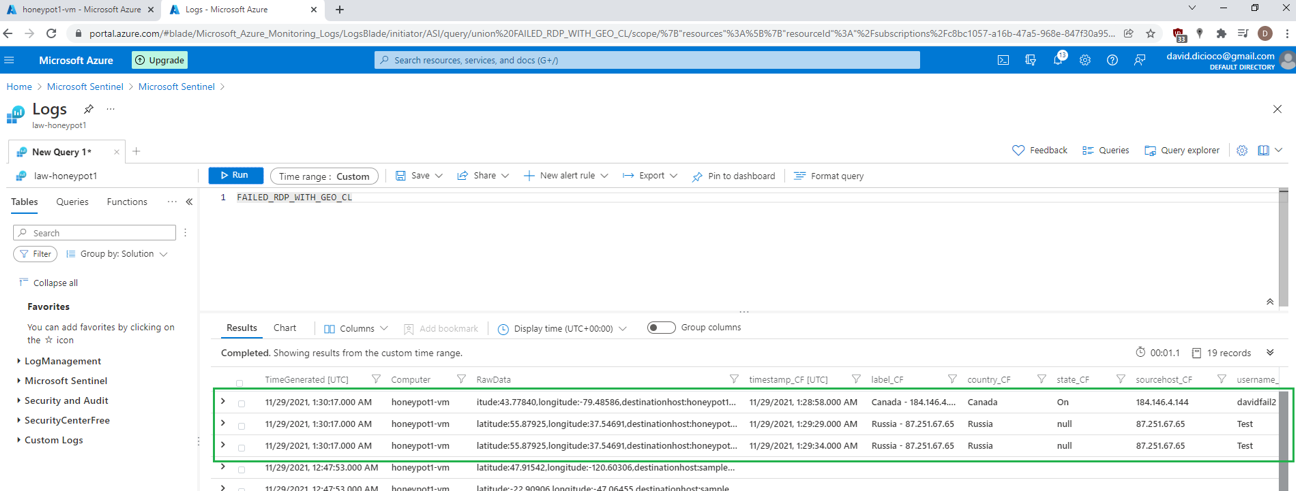 honeypot1-vm - Microsoft Azure
Logs - Microsoft Azure
portal.azure.com/#blade/Microsoft_Azure_Monitoring_Logs/LogsBlade/initiator/ASI/query/union%20FAILED_RDP_WITH_GEO_CL/scope/%7B"resources"%3A%5B%7B"resourceId"%3A"%2Fsubscriptions%2Fc8bc1057-a16b-47a5-968e-847f30a95...
33
D
Microsoft Azure
Upgrade
Search resources, services, and docs (G+/)
13
david.dicioco@gmail.com
DEFAULT DIRECTORY
Home > Microsoft Sentinel > Microsoft Sentinel >
Logs
law-honeypot1
New Query 1*
Feedback
Queries
Query explorer
law-honeypot1
Run
Time range : Custom
Save
Share
New alert rule
Export
Pin to dashboard
Format query
Tables
Queries
Functions
...
1 FAILED_RDP_WITH_GEO_CL
Search
Filter
Group by: Solution
Collapse all
Favorites
You can add favorites by clicking on
the ☆ icon
LogManagement
Microsoft Sentinel
Security and Audit
SecurityCenterFree
Custom Logs
Results
Chart
Columns
Add bookmark
Display time (UTC+00:00)
Group columns
Completed. Showing results from the custom time range.
00:01.1
19 records
TimeGenerated [UTC] Computer RawData timestamp_CF [UTC] label_CF country_CF state_CF sourcehost_CF username_
11/29/2021, 1:30:17.000 AM honeypot1-vm itude:43.77840,longitude:-79.48586,destinationhost:honeypot1... 11/29/2021, 1:28:58.000 AM Canada - 184.146.4.... Canada On 184.146.4.144 davidfail2
11/29/2021, 1:30:17.000 AM honeypot1-vm latitude:55.87925,longitude:37.54691,destinationhost:honeypot... 11/29/2021, 1:29:29.000 AM Russia - 87.251.67.65 Russia null 87.251.67.65 Test
11/29/2021, 1:30:17.000 AM honeypot1-vm latitude:55.87925,longitude:37.54691,destinationhost:honeypot... 11/29/2021, 1:29:34.000 AM Russia - 87.251.67.65 Russia null 87.251.67.65 Test
11/29/2021, 12:47:53.000 AM honeypot1-vm latitude:47.91542,longitude:-120.60306,destinationhost:sample...
11/29/2021, 12:47:53.000 AM honeypot1-vm latitude:-22.90906,longitude:-47.06455,destinationhost:sample...